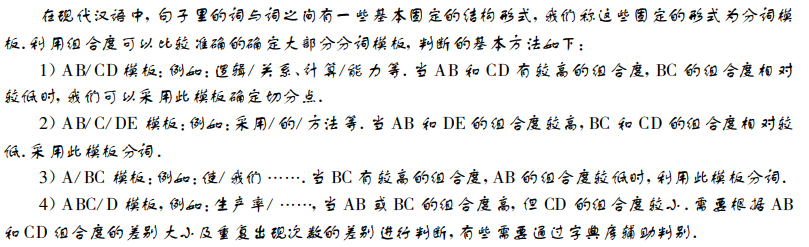 在现代汉语中，句子里的词与词之间有一些基本固定的结构形式，我们称这些固定的形式为分词模
板.利用组合度可以比较准确的确定大部分分词模板，判断的基本方法如下：
1) AB/CD 模板：例如：逻辑/关系、计算/能力等.当 AB 和 CD 有较高的组合度，BC 的组合度相对
较低时，我们可以采用此模板确定切分点.
2) AB/C/DE 模板：例如：采用/的/方法等.当 AB 和 DE 的组合度较高，BC 和 CD 的组合度相对较
低.采用此模板分词.
3) A/BC 模板：例如：使/我们 …….当 BC 有较高的组合度，AB 的组合度较低时，利用此模板分词.
4) ABC/D 模板，例如：生产率/ ……，当 AB 或 BC 的组合度高，但 CD 的组合度较小.需要根据 AB
和 CD 组合度的差别大小及重复出现次数的差别进行判断，有些需要通过字典库辅助判别.